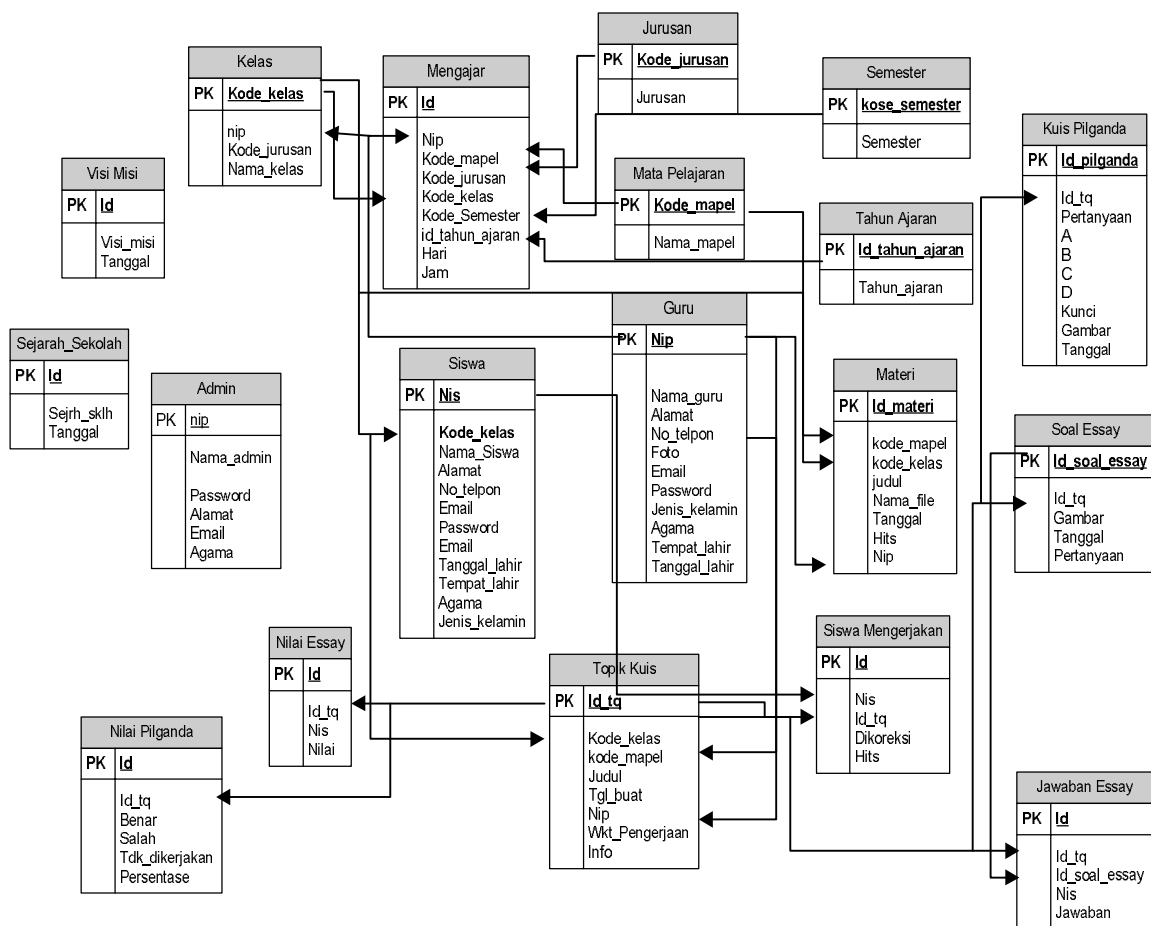 Kelas
PK Kode_kelas
nip
Kode_jurusan
Nama_kelas
Mengajar
PK Id
Nip
Kode_mapel
Kode_jurusan
Kode_kelas
Kode_Semester
id_tahun_ajaran
Hari
Jam
Jurusan
PK Kode_jurusan
Jurusan
Semester
PK kose_semester
Semester
Kuis Pilganda
PK Id_pilganda
Id_tq
Pertanyaan
A
B
C
D
Kunci
Gambar
Tanggal
Visi Misi
PK Id
Visi_misi
Tanggal
Mata Pelajaran
PK Kode_mapel
Nama_mapel
Tahun Ajaran
PK Id_tahun_ajaran
Tahun_ajaran
Sejarah_Sekolah
PK Id
Sejrh_sklh
Tanggal
Admin
PK nip
Nama_admin
Password
Alamat
Email
Agama
Siswa
PK Nis
Kode_kelas
Nama_Siswa
Alamat
No_telpon
Email
Password
Email
Tanggal_lahir
Tempat_lahir
Agama
Jenis_kelamin
Guru
PK Nip
Nama_guru
Alamat
No_telpon
Foto
Email
Password
Jenis_kelamin
Agama
Tempat_lahir
Tanggal_lahir
Materi
PK Id_materi
kode_mapel
kode_kelas
judul
Nama_file
Tanggal
Hits
Nip
Soal Essay
PK Id_soal_essay
Id_tq
Gambar
Tanggal
Pertanyaan
Nilai Essay
PK Id
Id_tq
Nis
Nilai
Topik Kuis
PK Id_tq
Kode_kelas
kode_mapel
Judul
Tgl_buat
Nip
Wkt_Pengerjaan
Info
Siswa Mengerjakan
PK Id
Nis
Id_tq
Dikoreksi
Hits
Nilai Pilganda
PK Id
Id_tq
Benar
Salah
Tdk_dikerjakan
Persentase
Jawaban Essay
PK Id
Id_tq
Id_soal_essay
Nis
Jawaban